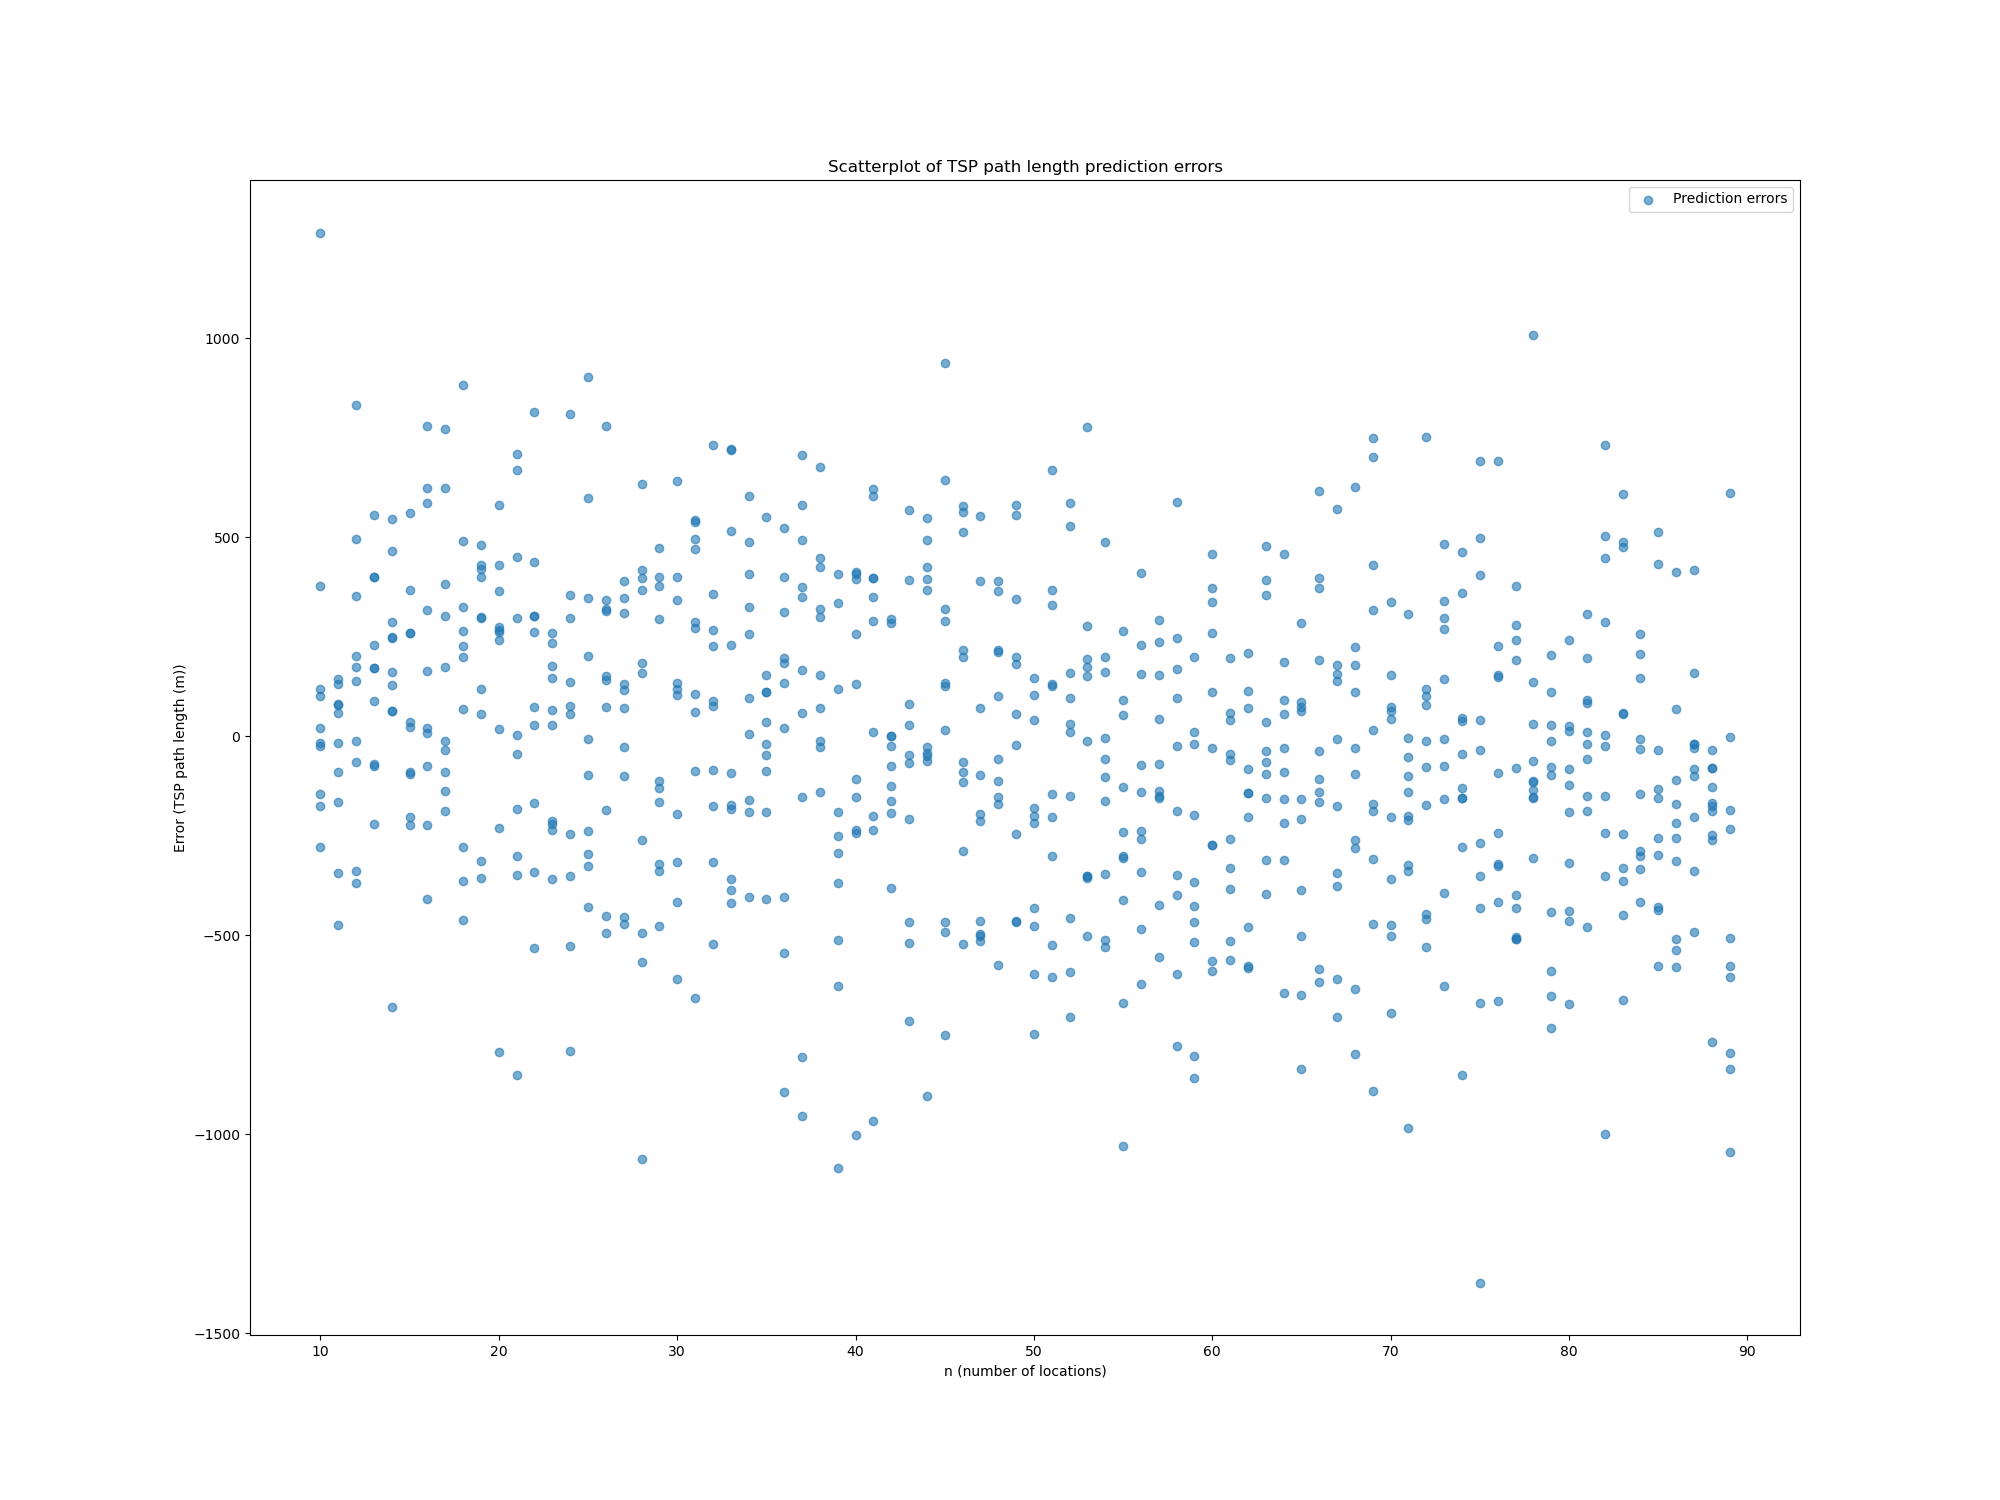 Scatterplot of TSP path length prediction errors
Prediction errors
1000
500
0
−500
−1000
−1500
Error (TSP path length (m))
10 20 30 40 50 60 70 80 90
n (number of locations)